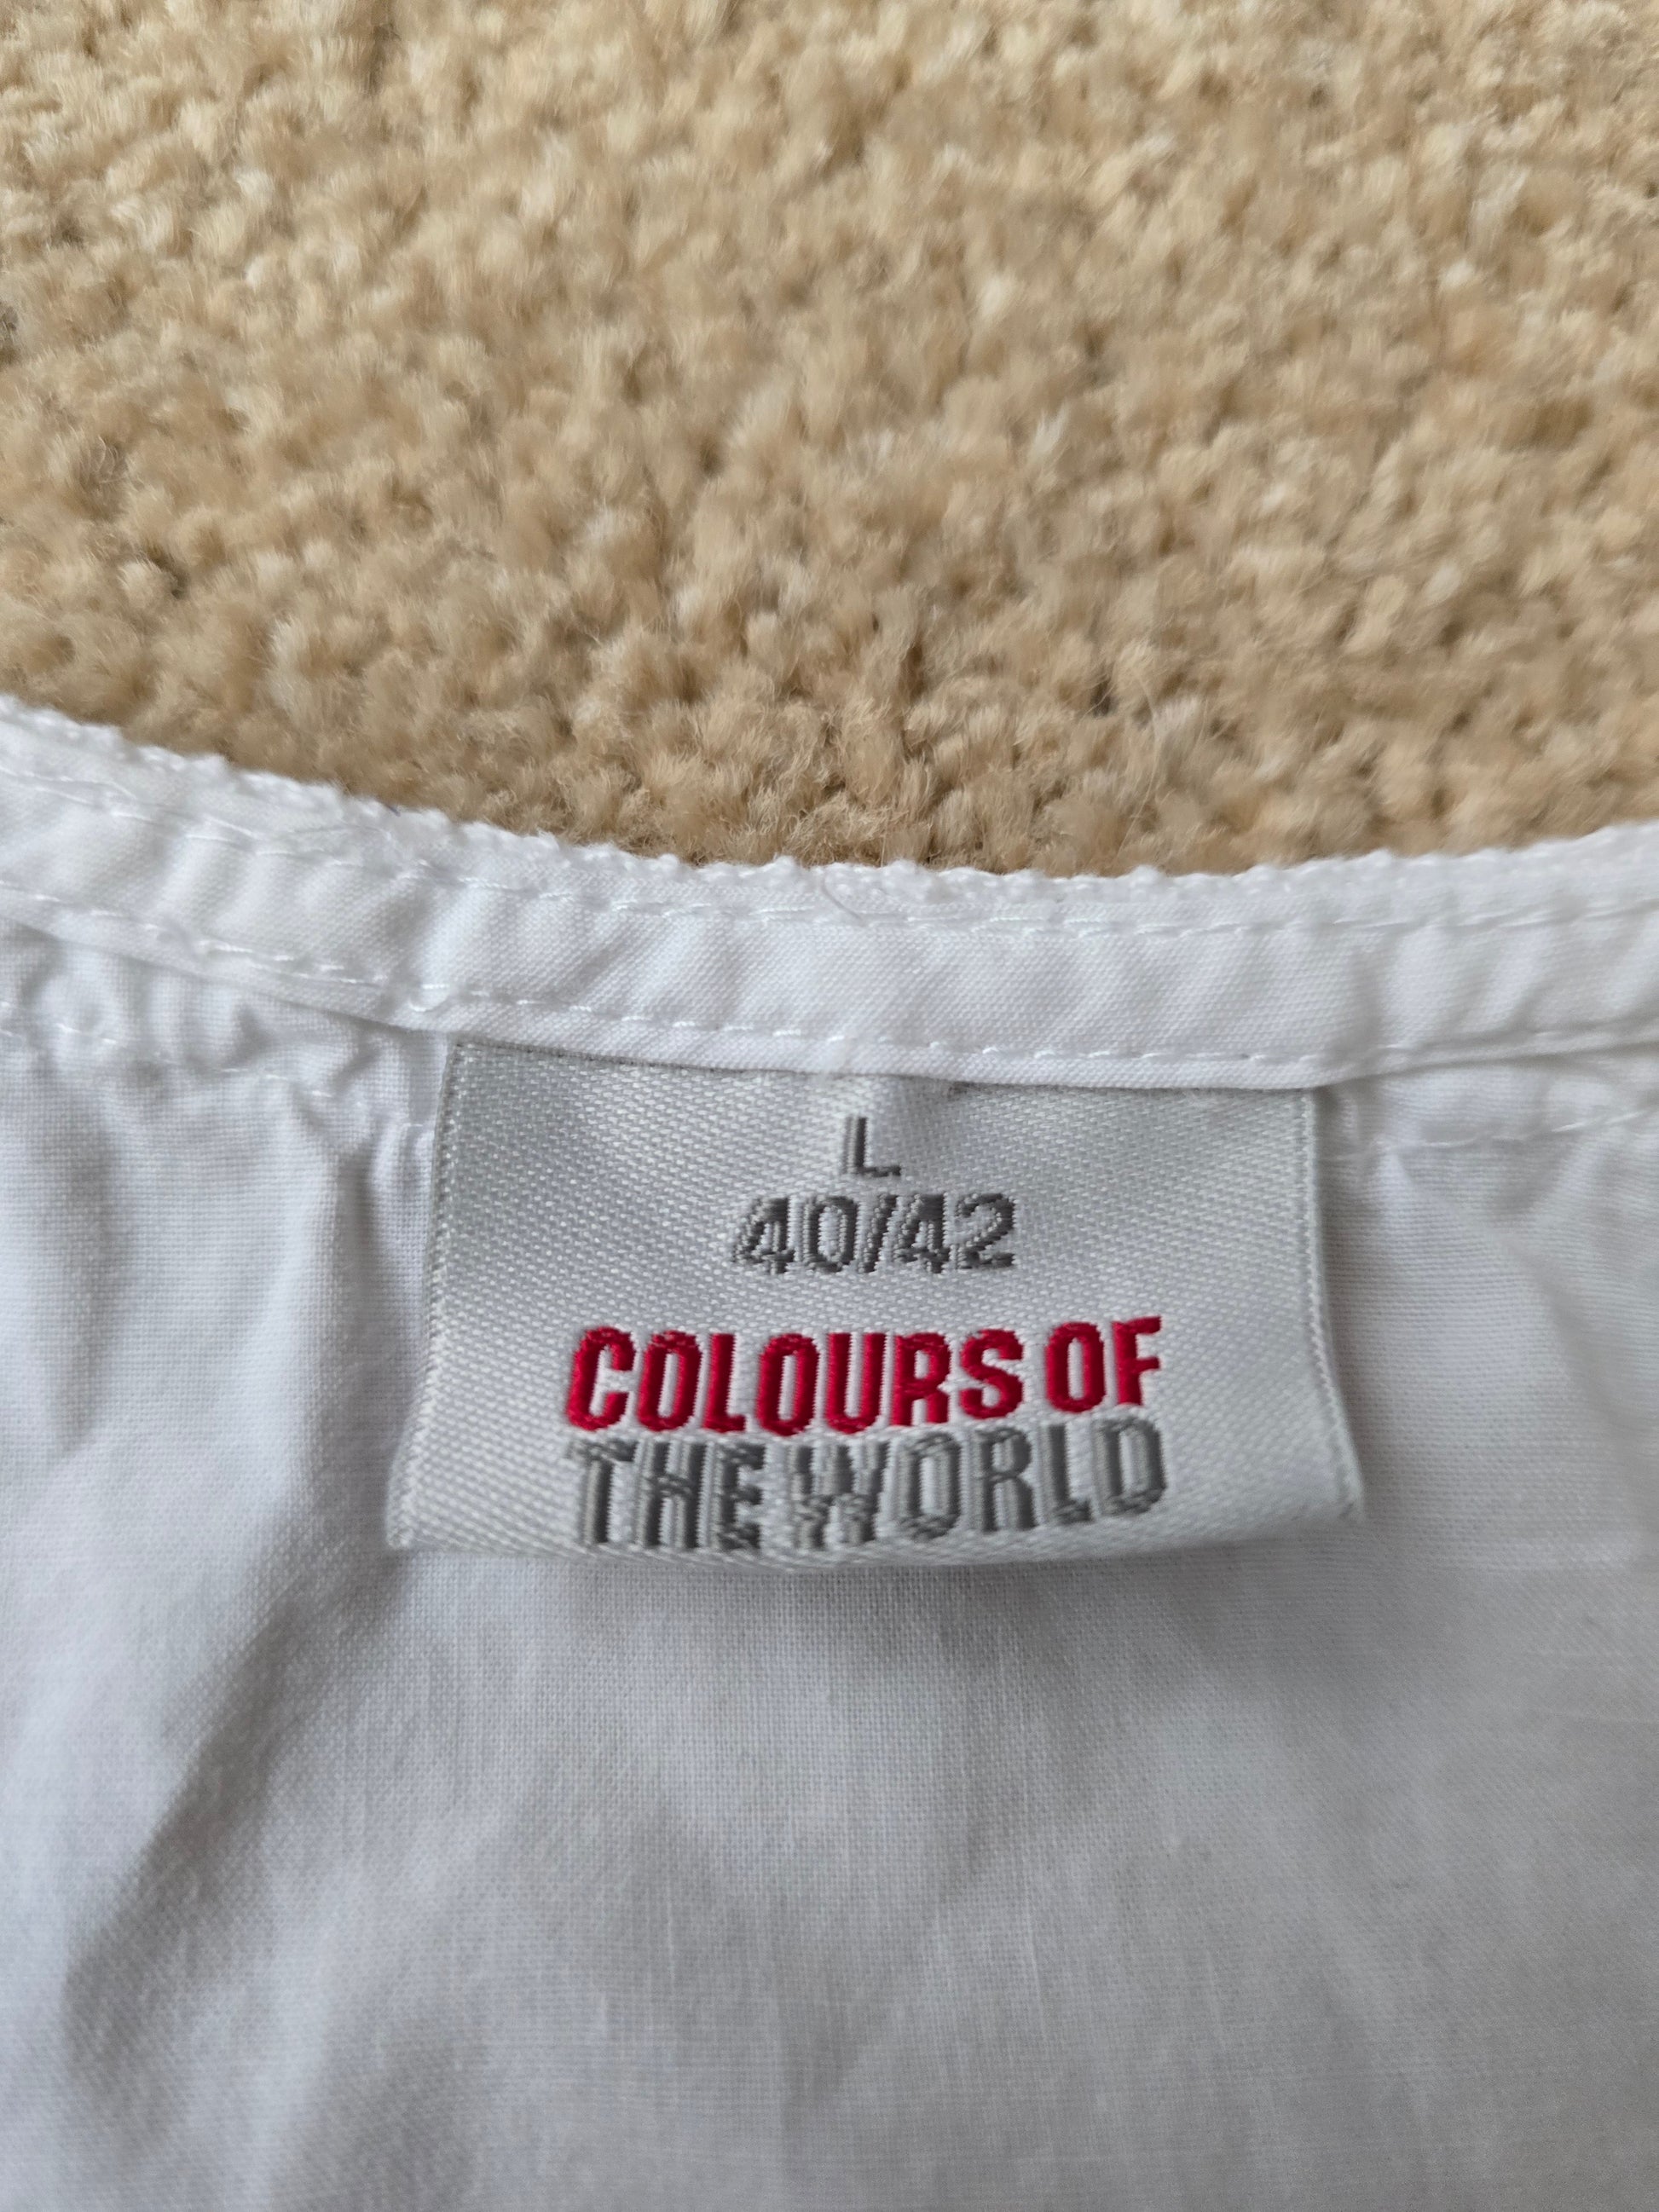 L
40/42
COLOURS OF
THE WORLD